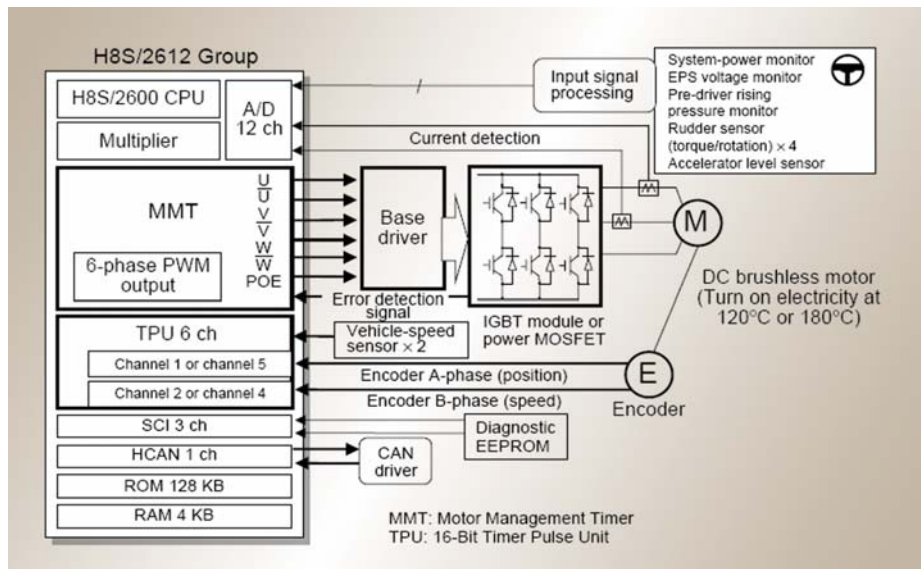 H8S/2612 Group
H8S/2600 CPU
Multiplier
A/D
12 ch
Input signal
processing
System-power monitor
EPS voltage monitor
Pre-driver rising
pressure monitor
Rudder sensor
(torque/rotation) × 4
Accelerator level sensor
Current detection
MMT
6-phase PWM
output
U
U
V
V
W
W
POE
Base
driver
M
Error detection
signal
IGBT module or
power MOSFET
DC brushless motor
(Turn on electricity at
120°C or 180°C)
TPU 6 ch
Channel 1 or channel 5
Channel 2 or channel 4
Vehicle-speed
sensor × 2
Encoder A-phase (position)
Encoder B-phase (speed)
E
Encoder
SCI 3 ch
HCAN 1 ch
ROM 128 KB
RAM 4 KB
Diagnostic
EEPROM
CAN
driver
MMT: Motor Management Timer
TPU: 16-Bit Timer Pulse Unit